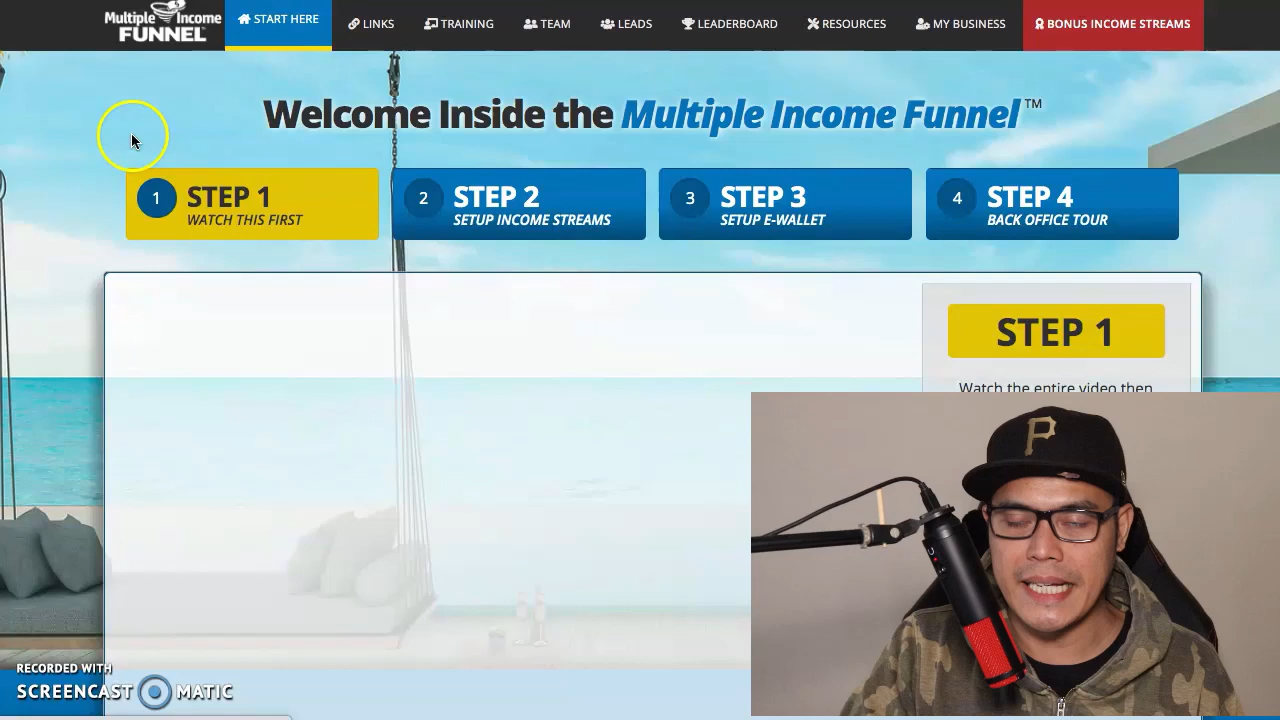 Multiple Income
FUNNEL
START HERE
LINKS
TRAINING
TEAM
LEADS
LEADERBOARD
RESOURCES
MY BUSINESS
BONUS INCOME STREAMS
Welcome Inside the Multiple Income Funnel™
1
STEP 1
WATCH THIS FIRST
2
STEP 2
SETUP INCOME STREAMS
3
STEP 3
SETUP E-WALLET
4
STEP 4
BACK OFFICE TOUR
STEP 1
Watch the entire video then
P
RECORDED WITH
SCREENCAST MATIC